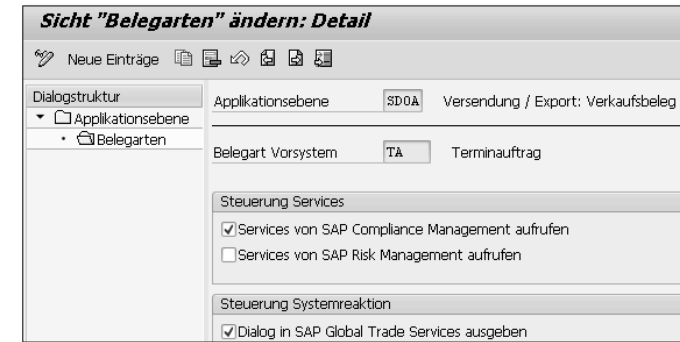 Sicht "Belegarten" ändern: Detail
Neue Einträge
Dialogstruktur
Applikationsebene
Belegarten
Applikationsebene SD0A Versendung / Export: Verkaufsbeleg
Belegart Vorsystem TA Terminauftrag
Steuerung Services
Services von SAP Compliance Management aufrufen
Services von SAP Risk Management aufrufen
Steuerung Systemreaktion
Dialog in SAP Global Trade Services ausgeben